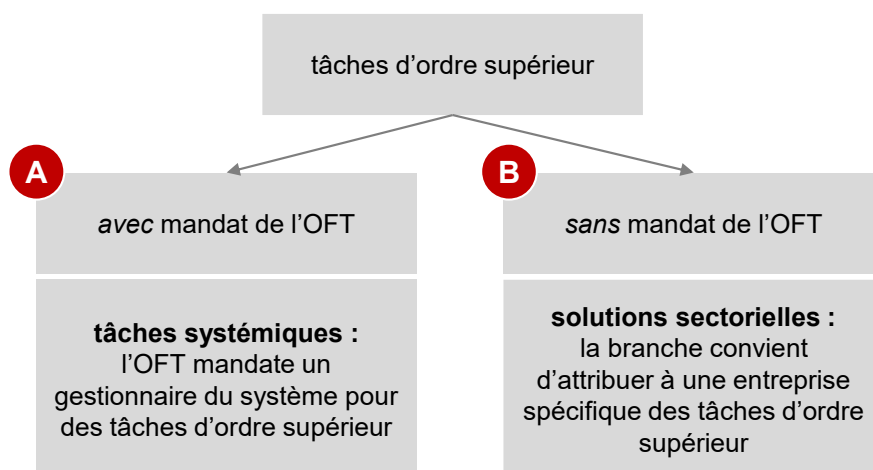 tâches d’ordre supérieur
A
avec mandat de l’OFT
tâches systémiques :
l’OFT mandate un
gestionnaire du système pour
des tâches d’ordre supérieur
B
sans mandat de l’OFT
solutions sectorielles :
la branche convient
d’attribuer à une entreprise
spécifique des tâches d’ordre
supérieur